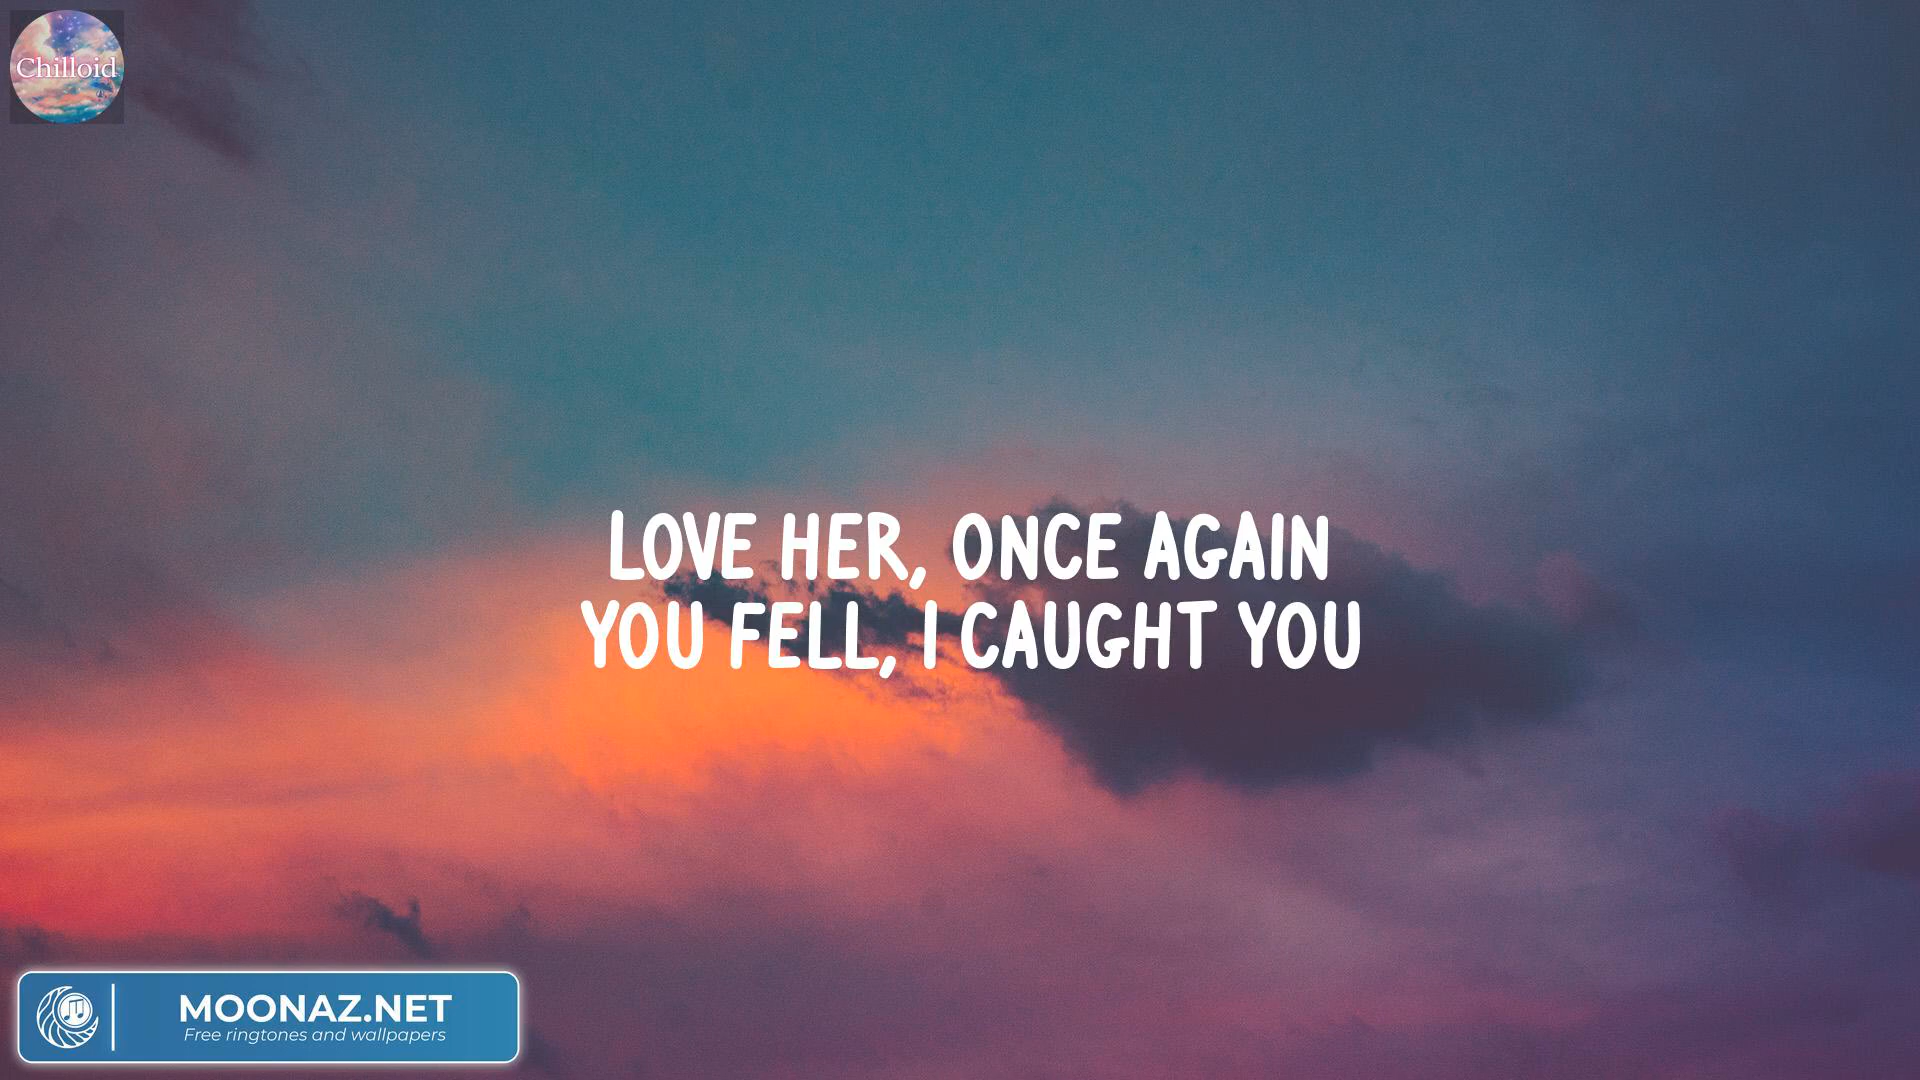 Chilloid
LOVE HER, ONCE AGAIN
YOU FELL, I CAUGHT YOU
MOONAZ.NET
Free ringtones and wallpapers